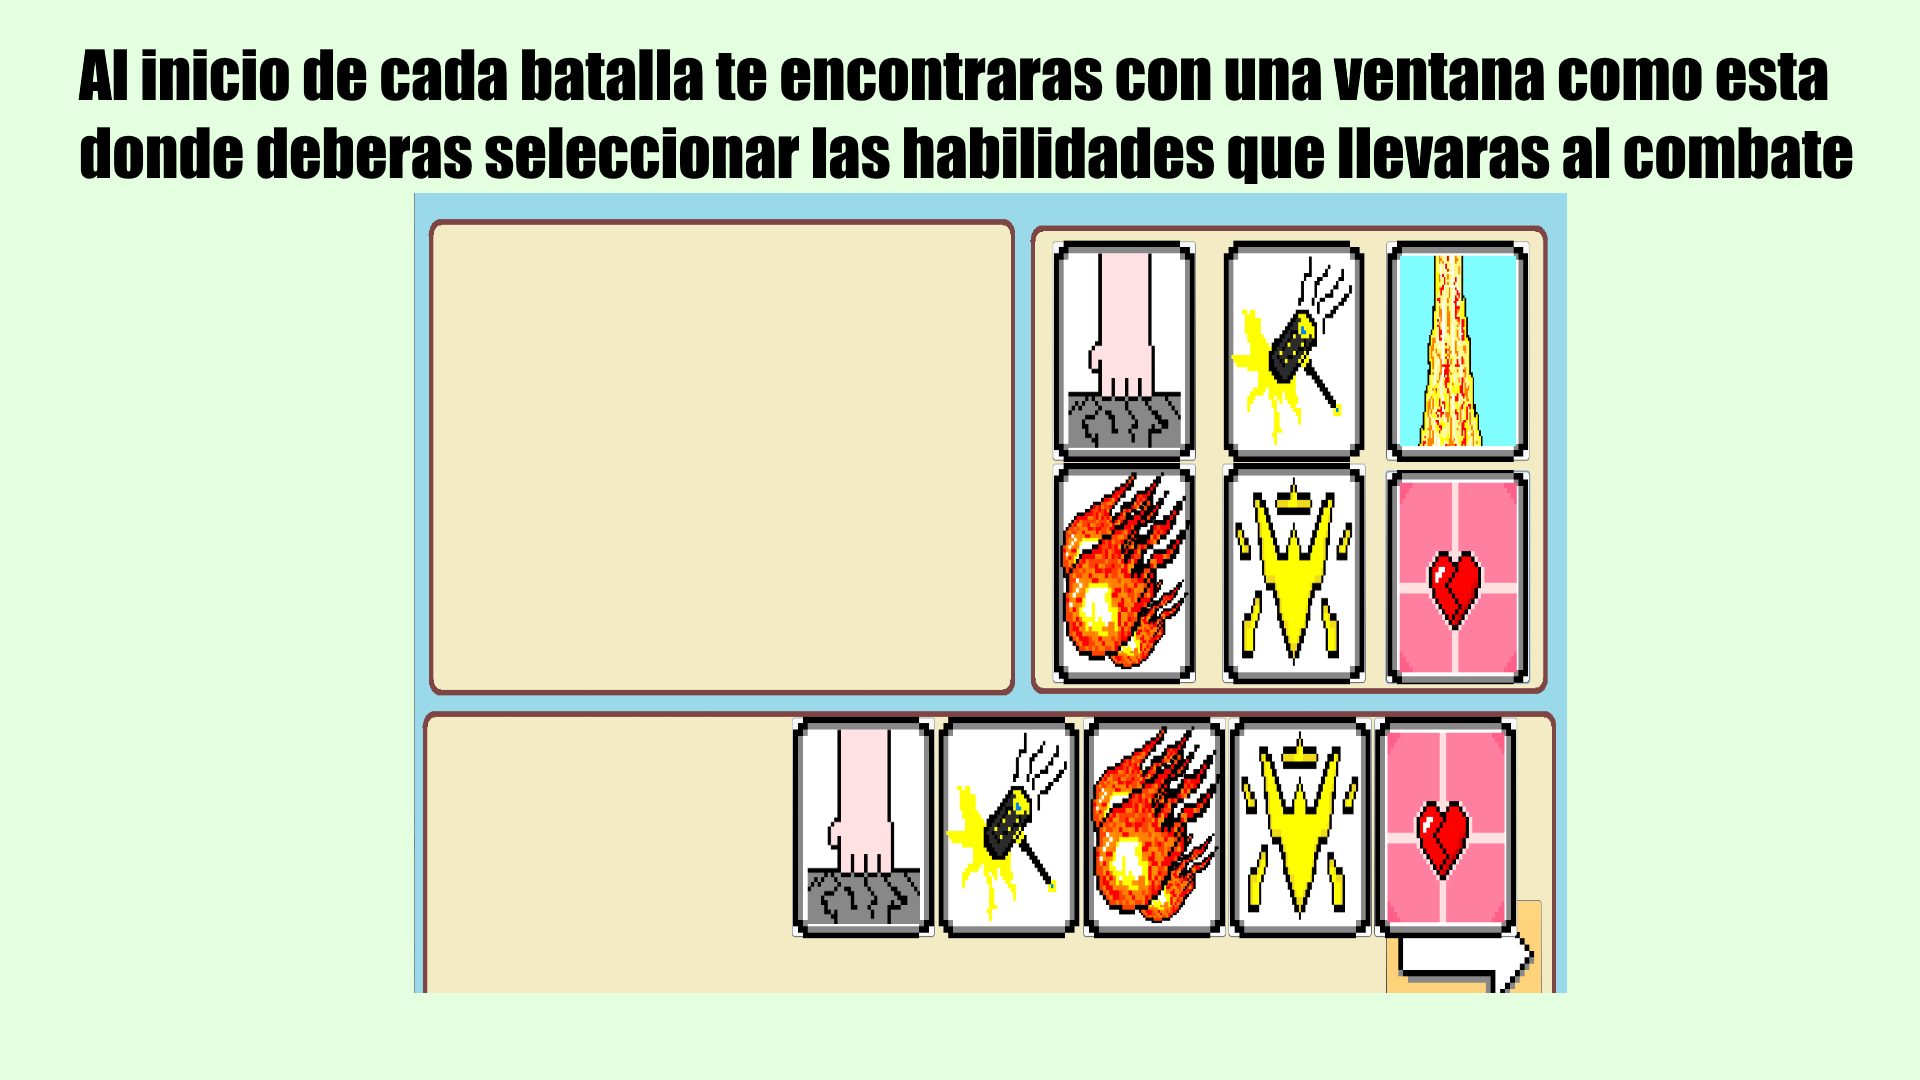 Al inicio de cada batalla te encontraras con una ventana como esta
donde deberas seleccionar las habilidades que llevaras al combate